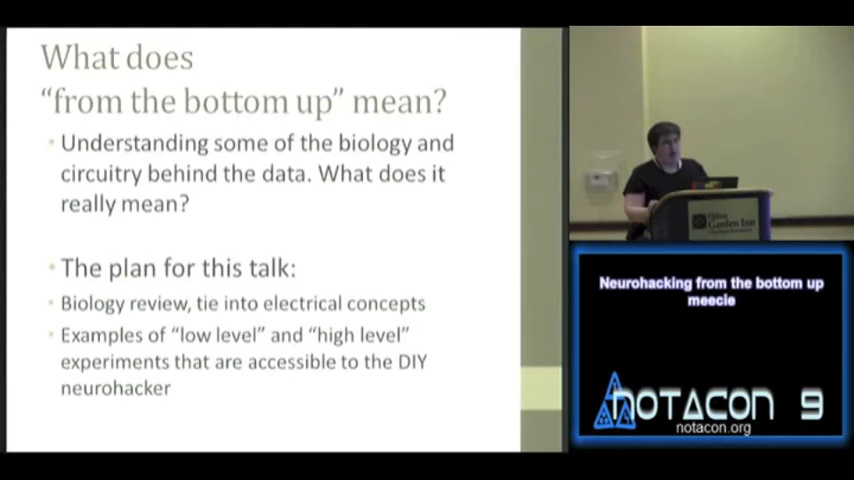 What does
“from the bottom up” mean?
Understanding some of the biology and
circuitry behind the data. What does it
really mean?
The plan for this talk:
Biology review, tie into electrical concepts
Examples of “low level” and “high level”
experiments that are accessible to the DIY
neurohacker
Hilton
Garden Inn
Neurohacking from the bottom up
meecie
NOTACON 9
notacon.org